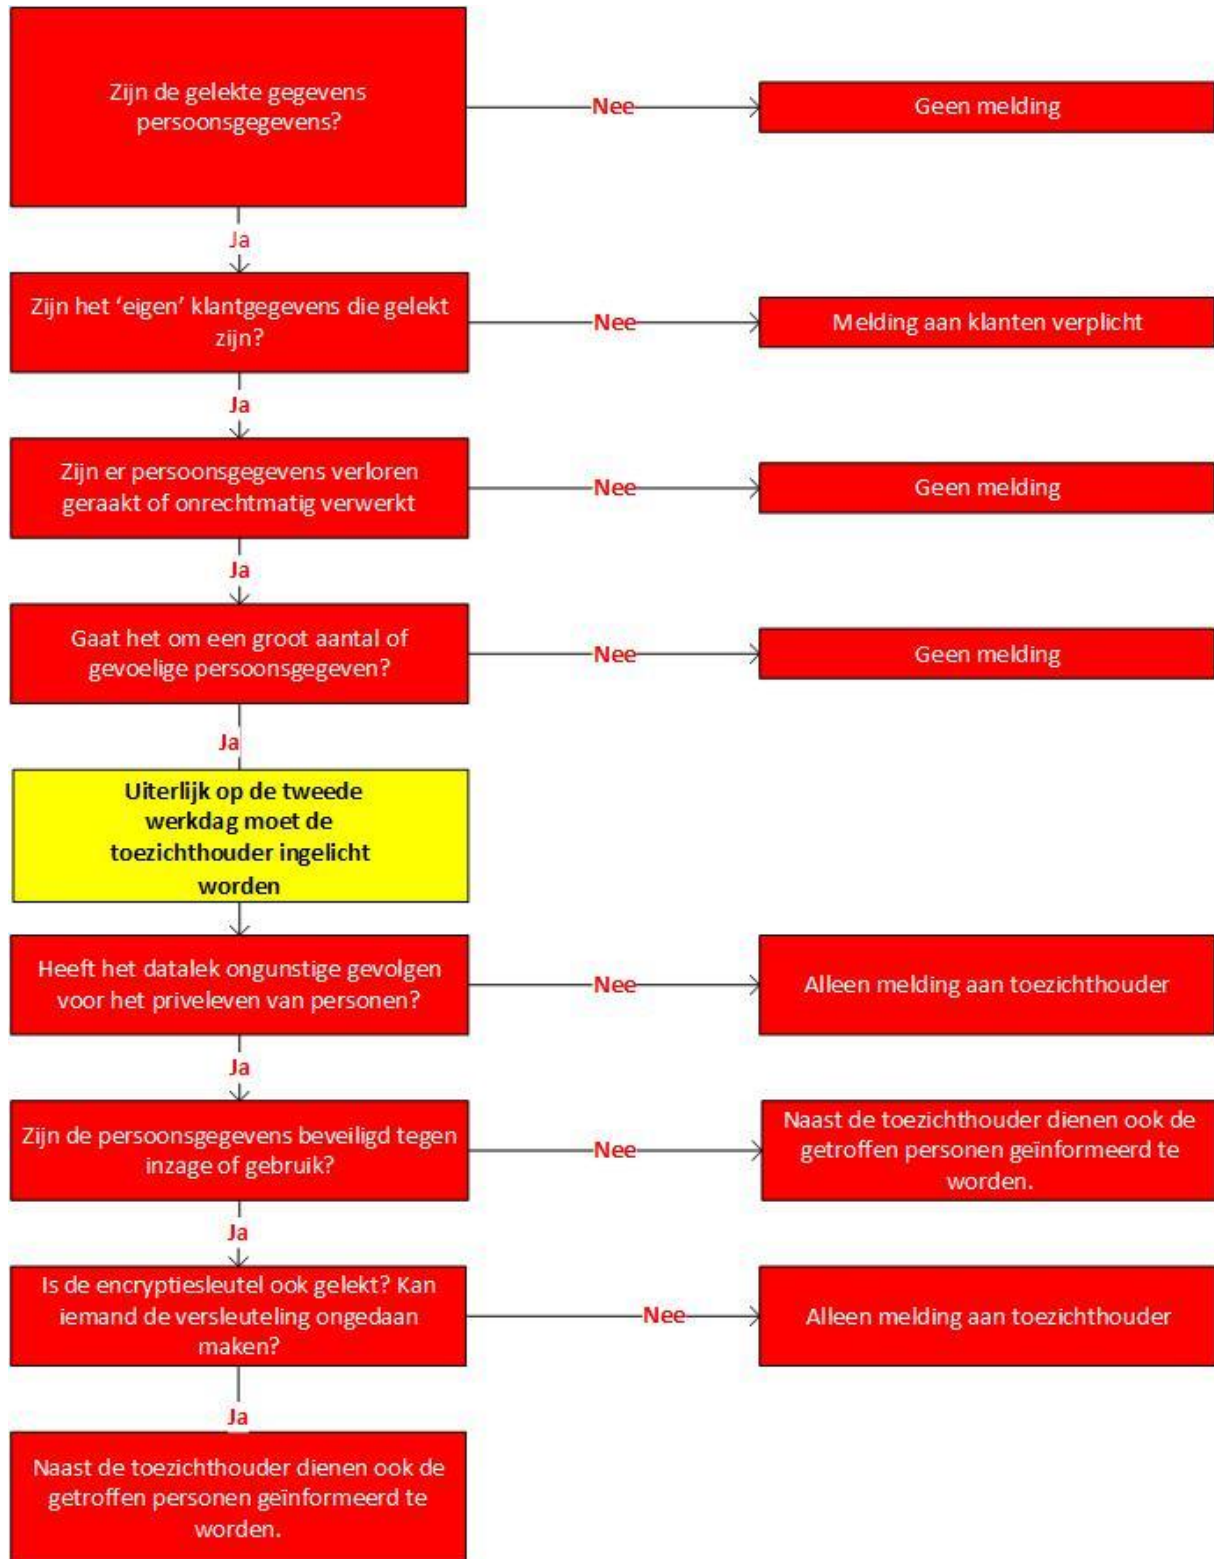 Zijn de gelekte gegevens
persoonsgegevens?
Nee
Geen melding
Ja
Zijn het ‘eigen’ klantgegevens die gelekt
zijn?
Nee
Melding aan klanten verplicht
Ja
Zijn er persoonsgegevens verloren
geraakt of onrechtmatig verwerkt
Nee
Geen melding
Ja
Gaat het om een groot aantal of
gevoelige persoonsgegeven?
Nee
Geen melding
Ja
Uiterlijk op de tweede
werkdag moet de
toezichthouder ingelicht
worden
Heeft het datalek ongunstige gevolgen
voor het priveleven van personen?
Nee
Alleen melding aan toezichthouder
Ja
Zijn de persoonsgegevens beveiligd tegen
inzage of gebruik?
Nee
Naast de toezichthouder dienen ook de
getroffen personen geïnformeerd te
worden.
Ja
Is de encryptiesleutel ook gelekt? Kan
iemand de versleuteling ongedaan
maken?
Nee
Alleen melding aan toezichthouder
Ja
Naast de toezichthouder dienen ook de
getroffen personen geïnformeerd te
worden.